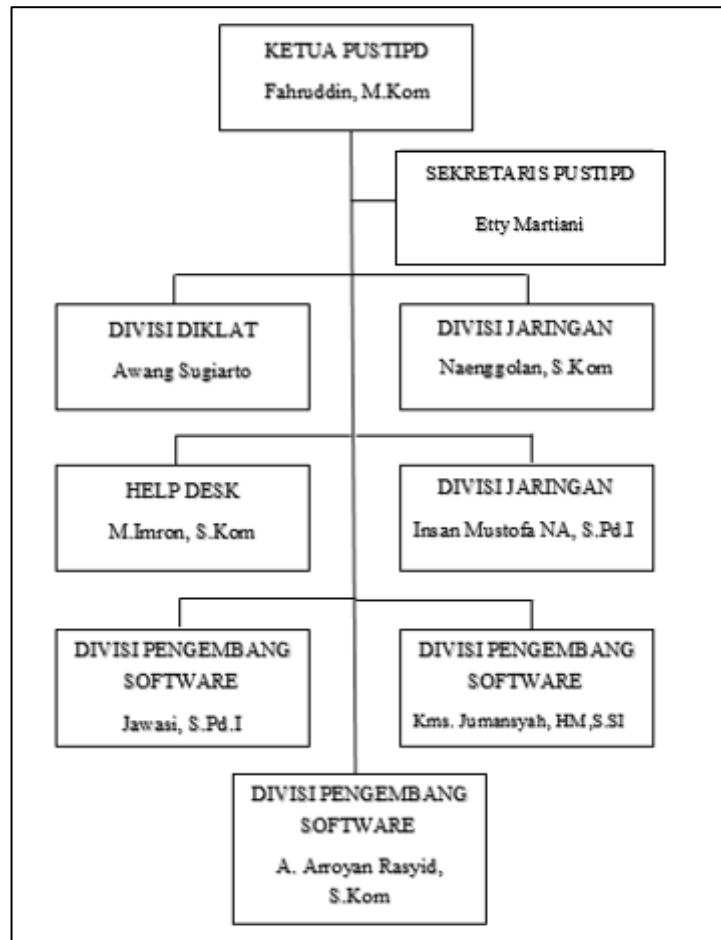 KETUA PUSTIPD
Fahruddin, M.Kom
SEKRETARIS PUSTIPD
Etty Martiani
DIVISI DIKLAT
Awang Sugiarto
DIVISI JARINGAN
Naenggolan, S.Kom
HELP DESK
M.Imron, S.Kom
DIVISI JARINGAN
Insan Mustofa NA, S.Pd.I
DIVISI PENGEMBANG
SOFTWARE
Jawasi, S.Pd.I
DIVISI PENGEMBANG
SOFTWARE
Kms. Jumansyah, HM,S.SI
DIVISI PENGEMBANG
SOFTWARE
A. Arroyan Rasyid,
S.Kom